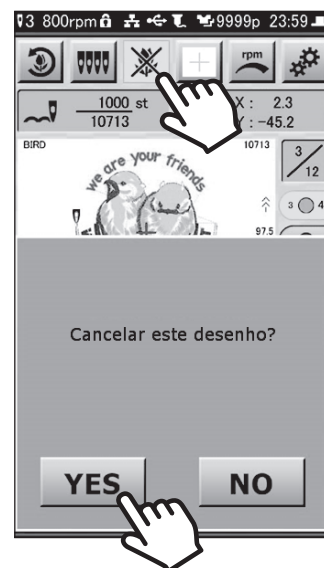 3 800rpm 9999p 23:59
rpm
1000 st
10713
X : 2.3
Y : -45.2
BIRD
10713
we are your friends
3/12
3 4
97.5
Cancelar este desenho?
YES NO